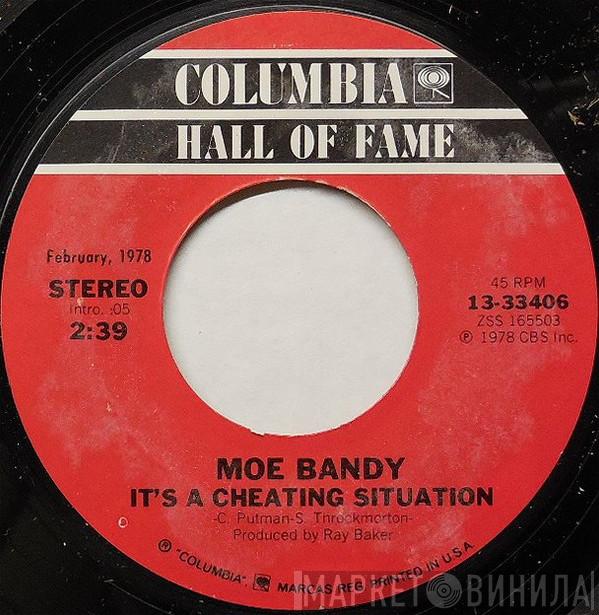 COLUMBIA
HALL OF FAME
February, 1978
STEREO
Intro. :05
2:39
45 RPM
13-33406
ZSS 165503
℗ 1978 CBS Inc.
MOE BANDY
IT'S A CHEATING SITUATION
-C. Putman-S. Throckmorton-
Produced by Ray Baker
® "COLUMBIA", MARCAS REG. PRINTED IN U.S.A.
МАРКЕТ ВИНИЛА